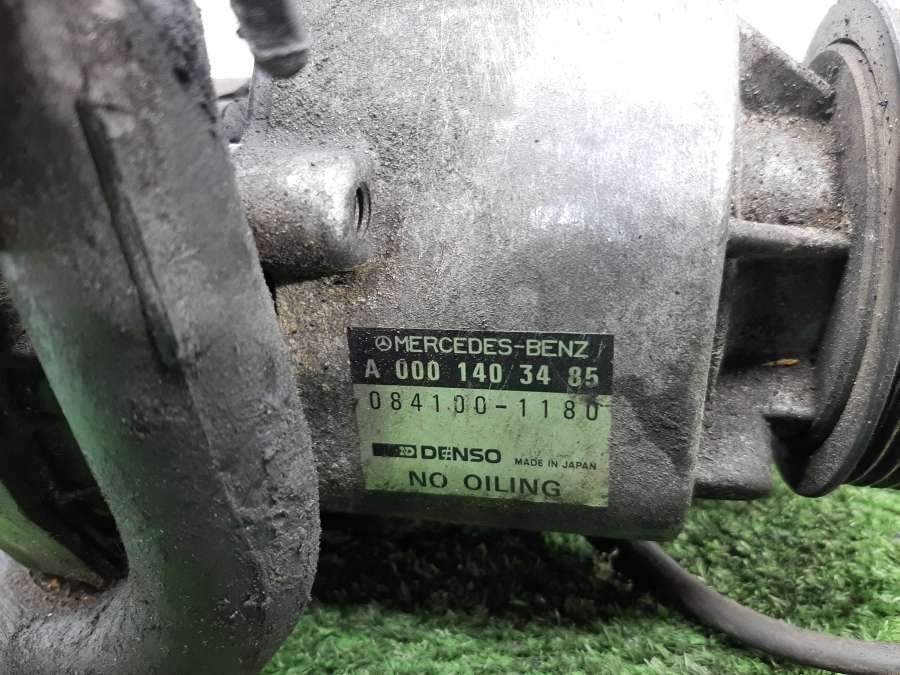 MERCEDES-BENZ
A 000 140 34 85
084100-1180
DENSO MADE IN JAPAN
NO OILING